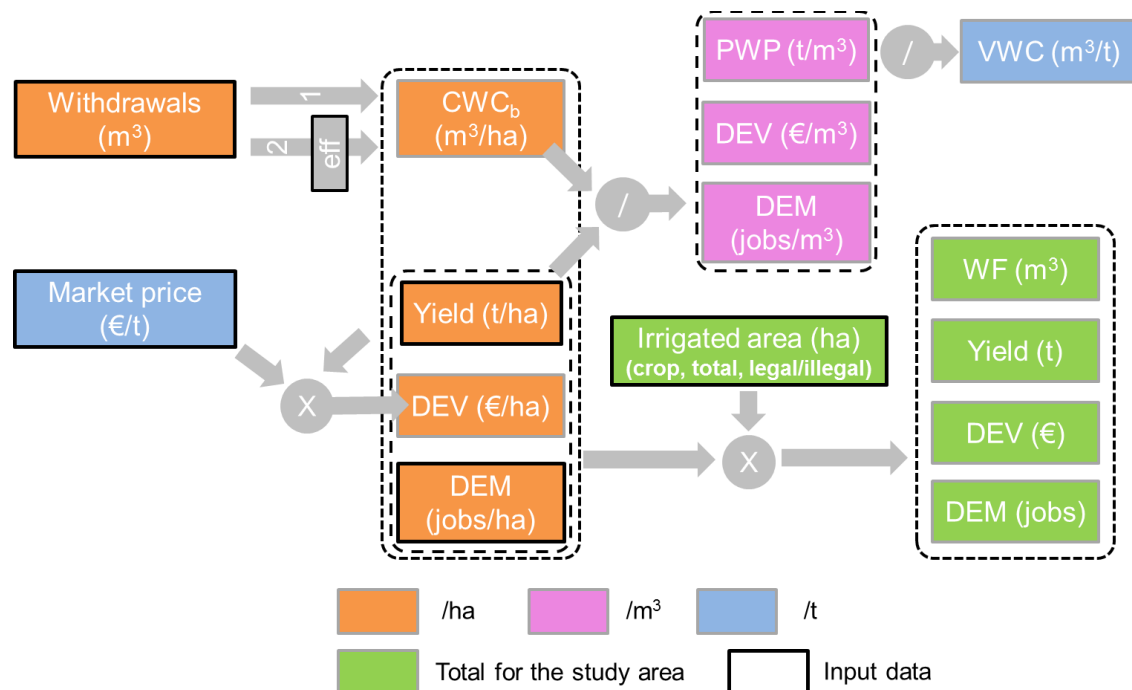 Withdrawals
(m³)
1
2
eff
CWC_b
(m³/ha)
/
PWP (t/m³)
/
VWC (m³/t)
DEV (€/m³)
DEM
(jobs/m³)
Market price
(€/t)
X
Yield (t/ha)
DEV (€/ha)
DEM
(jobs/ha)
Irrigated area (ha)
(crop, total, legal/illegal)
X
WF (m³)
Yield (t)
DEV (€)
DEM (jobs)
/ha
/m³
/t
Total for the study area
Input data